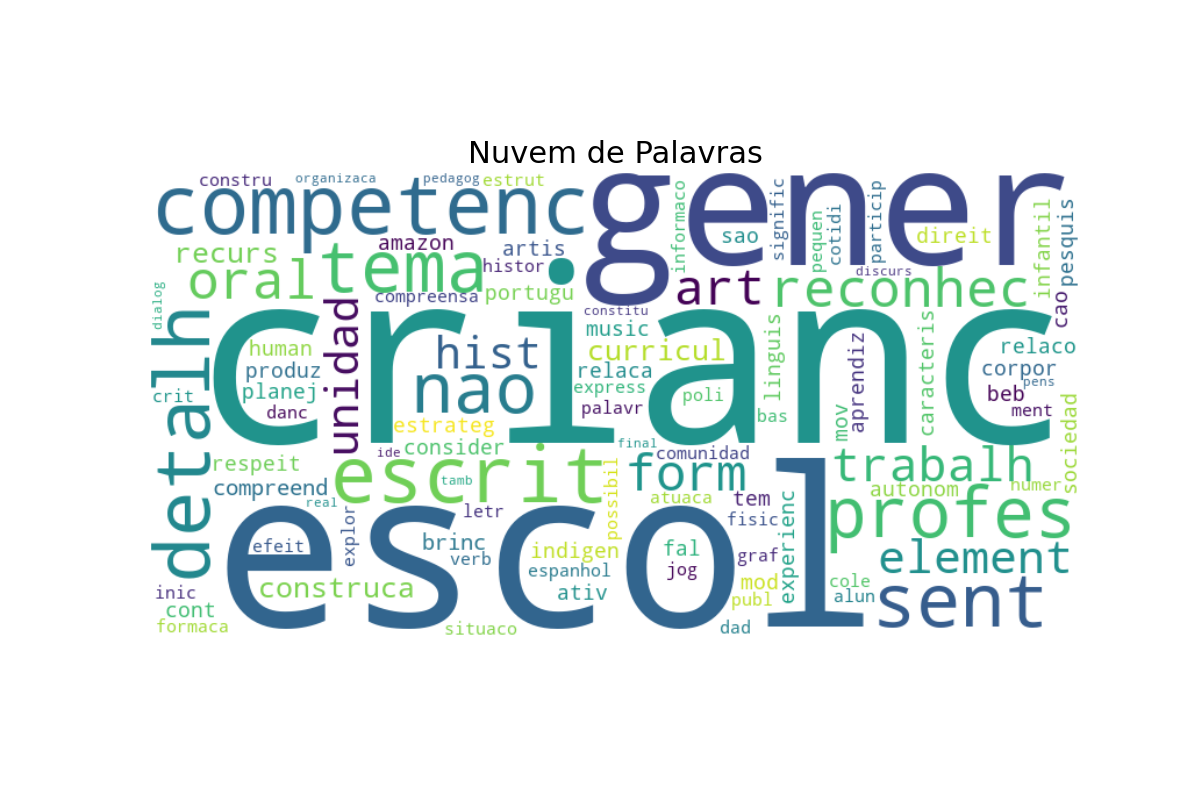 Nuvem de Palavras
constru
organizaca
pedagog
estrut
competenc
gener
informaco
sao
signific
pequen
cotidi
particip
direit
infantil
pesquis
recurs
amazon
artis
tema
histor
oral
compreensa
portugu
art
discurs
reconhec
cao
dialog
detalh
crianc
constitu
music
human
unidad
hist
curricul
linguis
aprendiz
caracteris
relaco
produz
relaca
corpor
crit
planej
nao
express
poli
beb
pens
danc
palavr
bas
mov
ment
estrateg
sociedad
ide
consider
final
comunidad
respeit
escrit
form
trabalh
compreend
tamb
possibil
atuaca
tem
autonom
humer
real
explor
letr
fisic
experienc
profes
escol
efeit
brinc
verb
indigen
fal
graf
element
construca
espanhol
jog
mod
cole
inic
ativ
publ
alun
sent
cont
formaca
situaco
dad